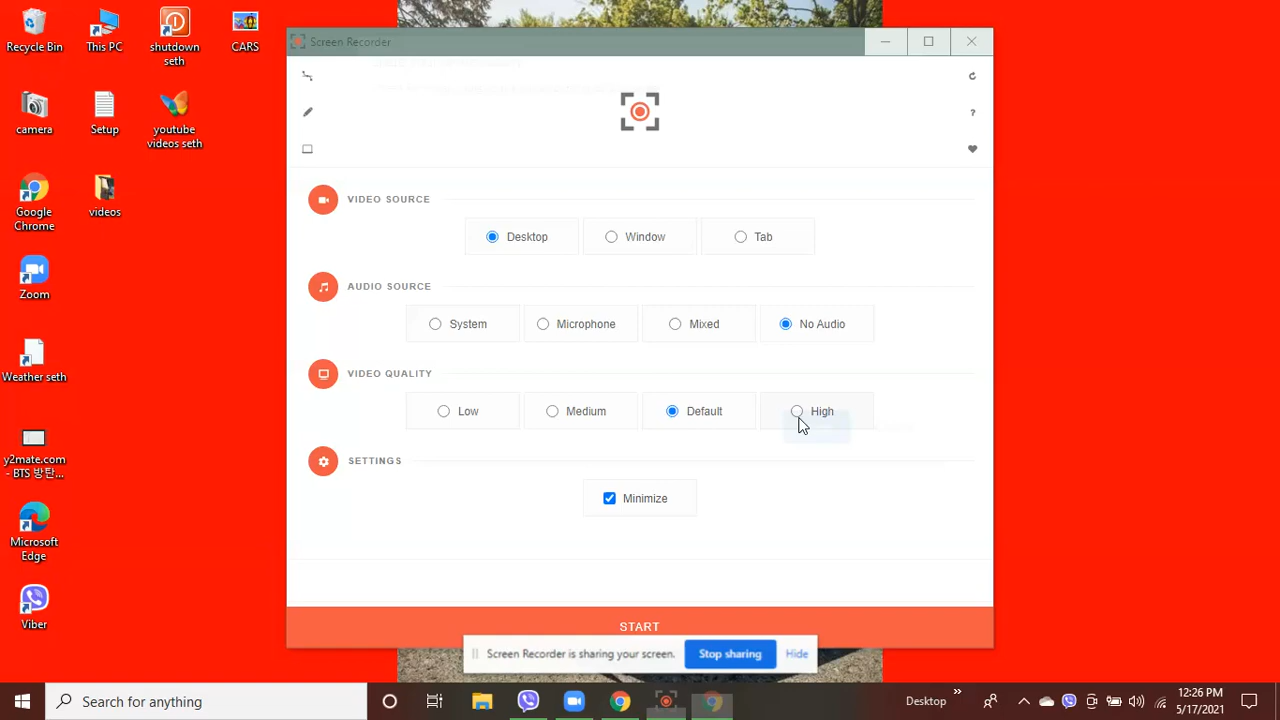 Recycle Bin
This PC
shutdown
seth
CARS
camera
Setup
youtube
videos seth
Google
Chrome
videos
Zoom
Weather seth
y2mate.com
- BTS 방탄...
Microsoft
Edge
Viber
Screen Recorder
?
VIDEO SOURCE
Desktop
Window
Tab
AUDIO SOURCE
System
Microphone
Mixed
No Audio
VIDEO QUALITY
Low
Medium
Default
High
SETTINGS
Minimize
START
Screen Recorder is sharing your screen.
Stop sharing
Hide
Search for anything
Desktop
12:26 PM
5/17/2021